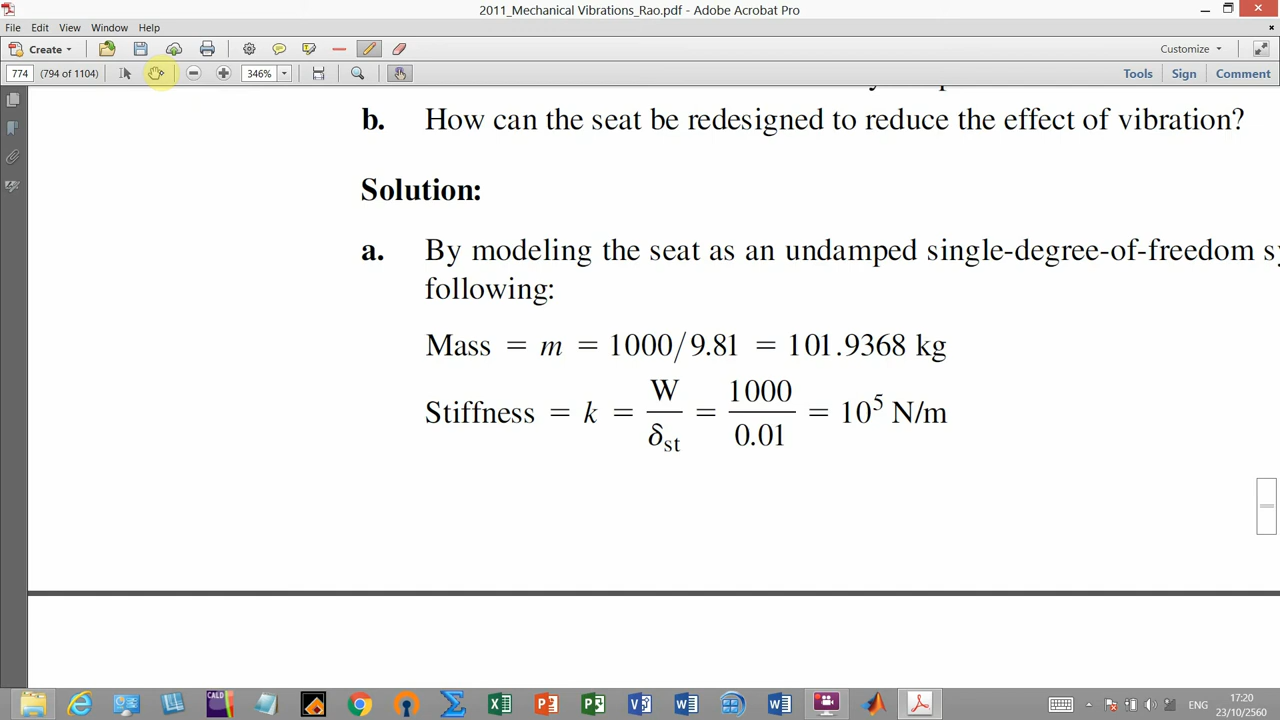 2011_Mechanical Vibrations_Rao.pdf - Adobe Acrobat Pro
File Edit View Window Help
Create
Customize
774 (794 of 1104)
346%
Tools Sign Comment
b. How can the seat be redesigned to reduce the effect of vibration?
Solution:
a. By modeling the seat as an undamped single-degree-of-freedom sy
following:
Mass = m = 1000/9.81 = 101.9368 kg
Stiffness = k = W/δst = 1000/0.01 = 10⁵ N/m
CALD
ENG
17:20
23/10/2560